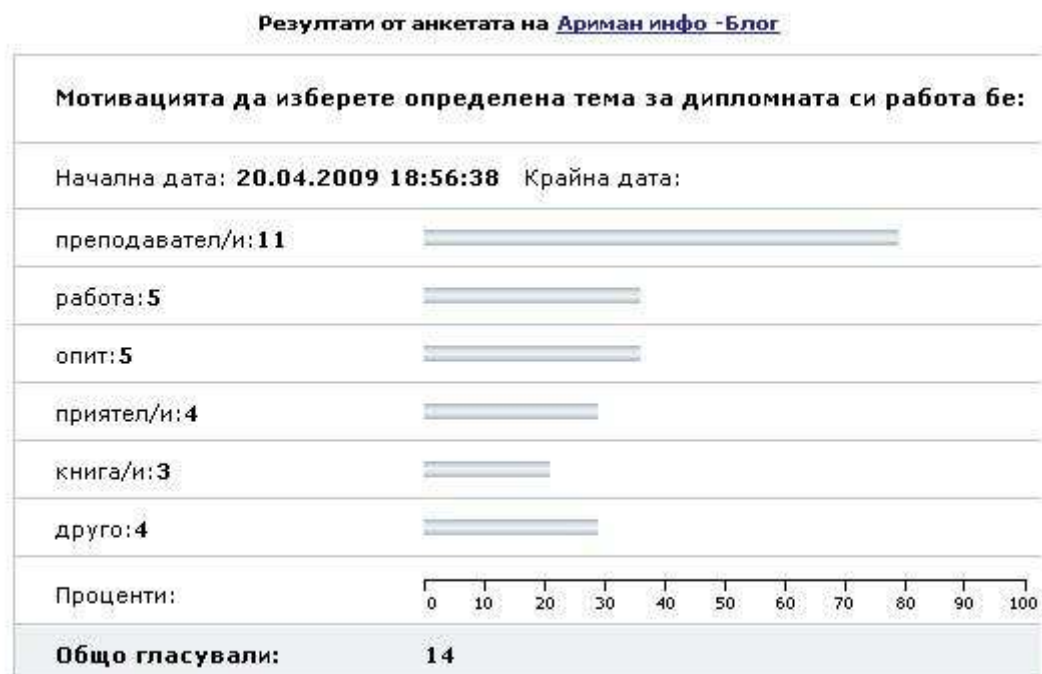 Резултати от анкетата на Ариман инфо -Блог
Мотивацията да изберете определена тема за дипломната си работа бе:
Начална дата: 20.04.2009 18:56:38 Крайна дата:
преподавател/и:11
работа:5
опит:5
приятел/и:4
книга/и:3
друго:4
Проценти: 0 10 20 30 40 50 60 70 80 90 100
Общо гласували: 14